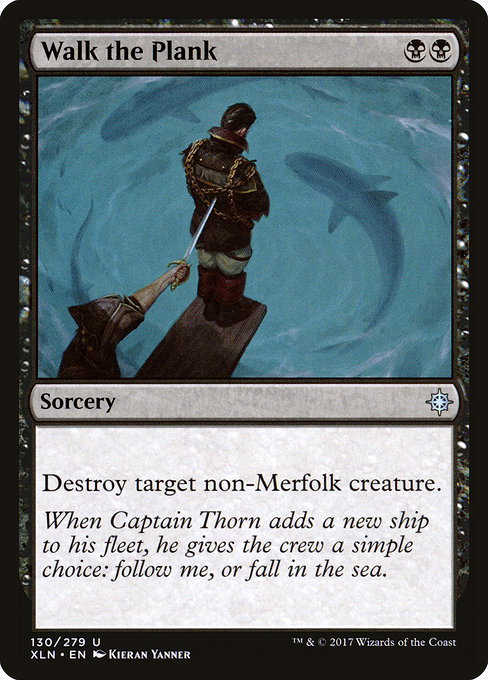 Walk the Plank
Sorcery
Destroy target non-Merfolk creature.
When Captain Thorn adds a new ship
to his fleet, he gives the crew a simple
choice: follow me, or fall in the sea.
130/279 U
XLN • EN Kieran Yanner
™ & © 2017 Wizards of the Coast